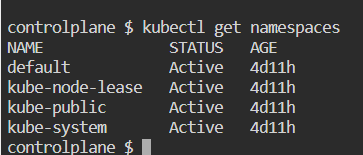 controlplane $ kubectl get namespaces
NAME              STATUS   AGE
default           Active   4d11h
kube-node-lease   Active   4d11h
kube-public       Active   4d11h
kube-system       Active   4d11h
controlplane $